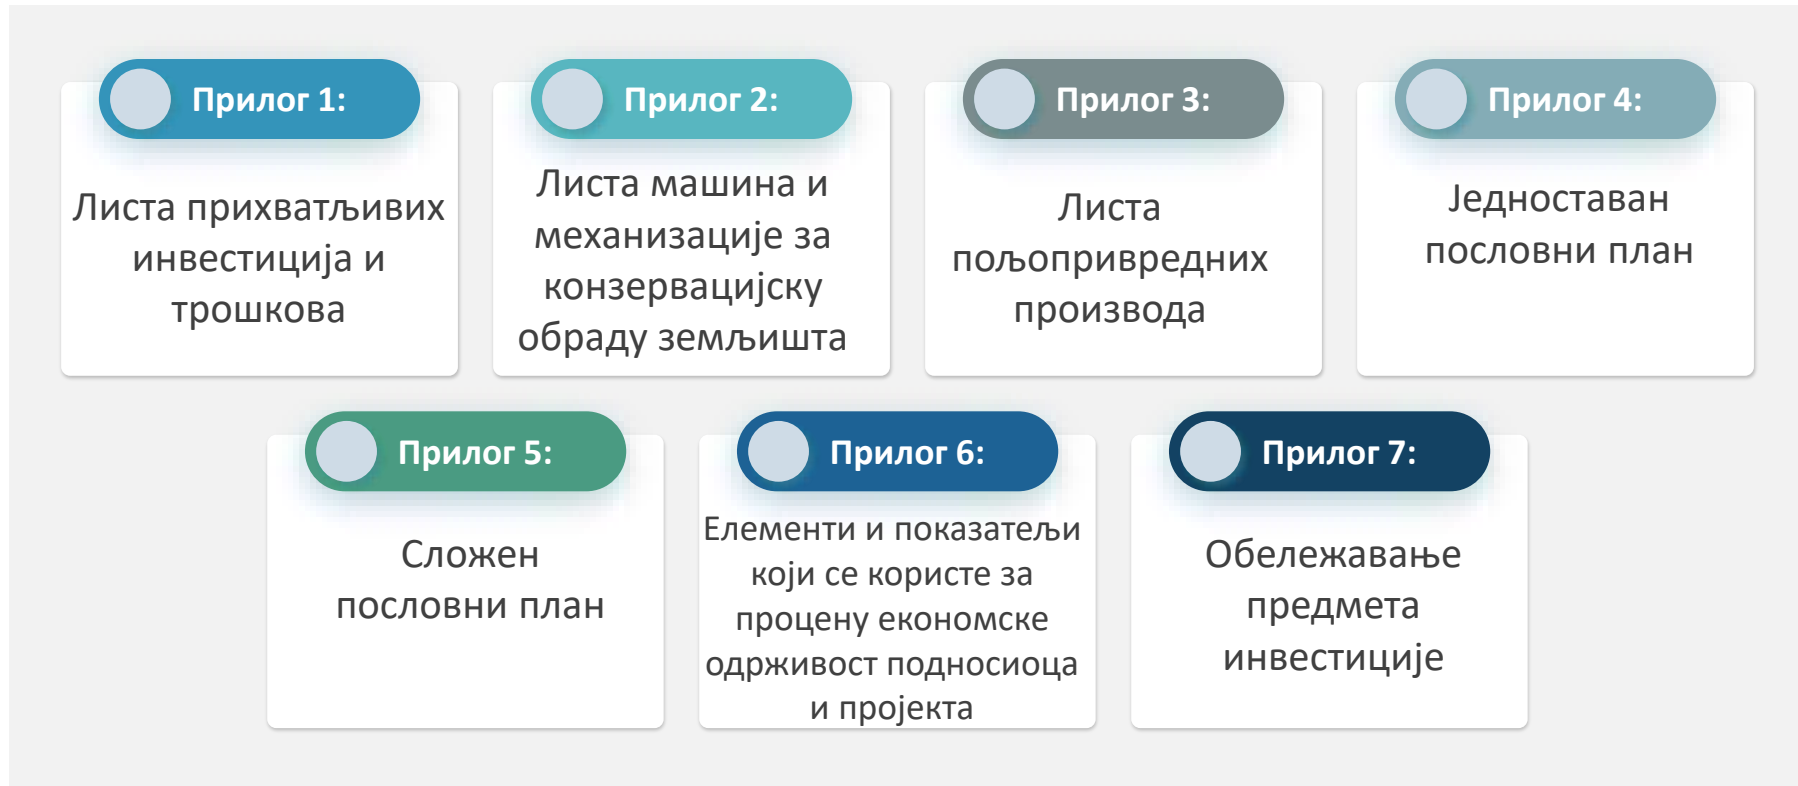 Прилог 1:
Листа прихватљивих
инвестиција и
трошкова
Прилог 2:
Листа машина и
механизације за
конзервацијску
обраду земљишта
Прилог 3:
Листа
пољопривредних
производа
Прилог 4:
Једноставан
пословни план
Прилог 5:
Сложен
пословни план
Прилог 6:
Елементи и показатељи
који се користе за
процену економске
одрживост подносиоца
и пројекта
Прилог 7:
Обележавање
предмета
инвестиције